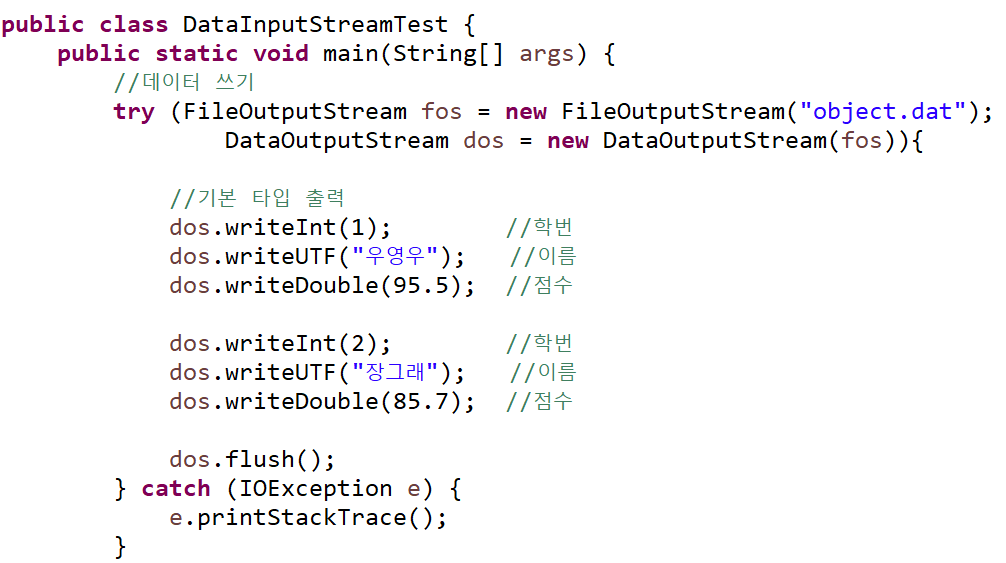 public class DataInputStreamTest {
public static void main(String[] args) {
//데이터 쓰기
try (FileOutputStream fos = new FileOutputStream("object.dat");
DataOutputStream dos = new DataOutputStream(fos)){
//기본 타입 출력
dos.writeInt(1); //학번
dos.writeUTF("우영우"); //이름
dos.writeDouble(95.5); //점수
dos.writeInt(2); //학번
dos.writeUTF("장그래"); //이름
dos.writeDouble(85.7); //점수
dos.flush();
} catch (IOException e) {
e.printStackTrace();
}